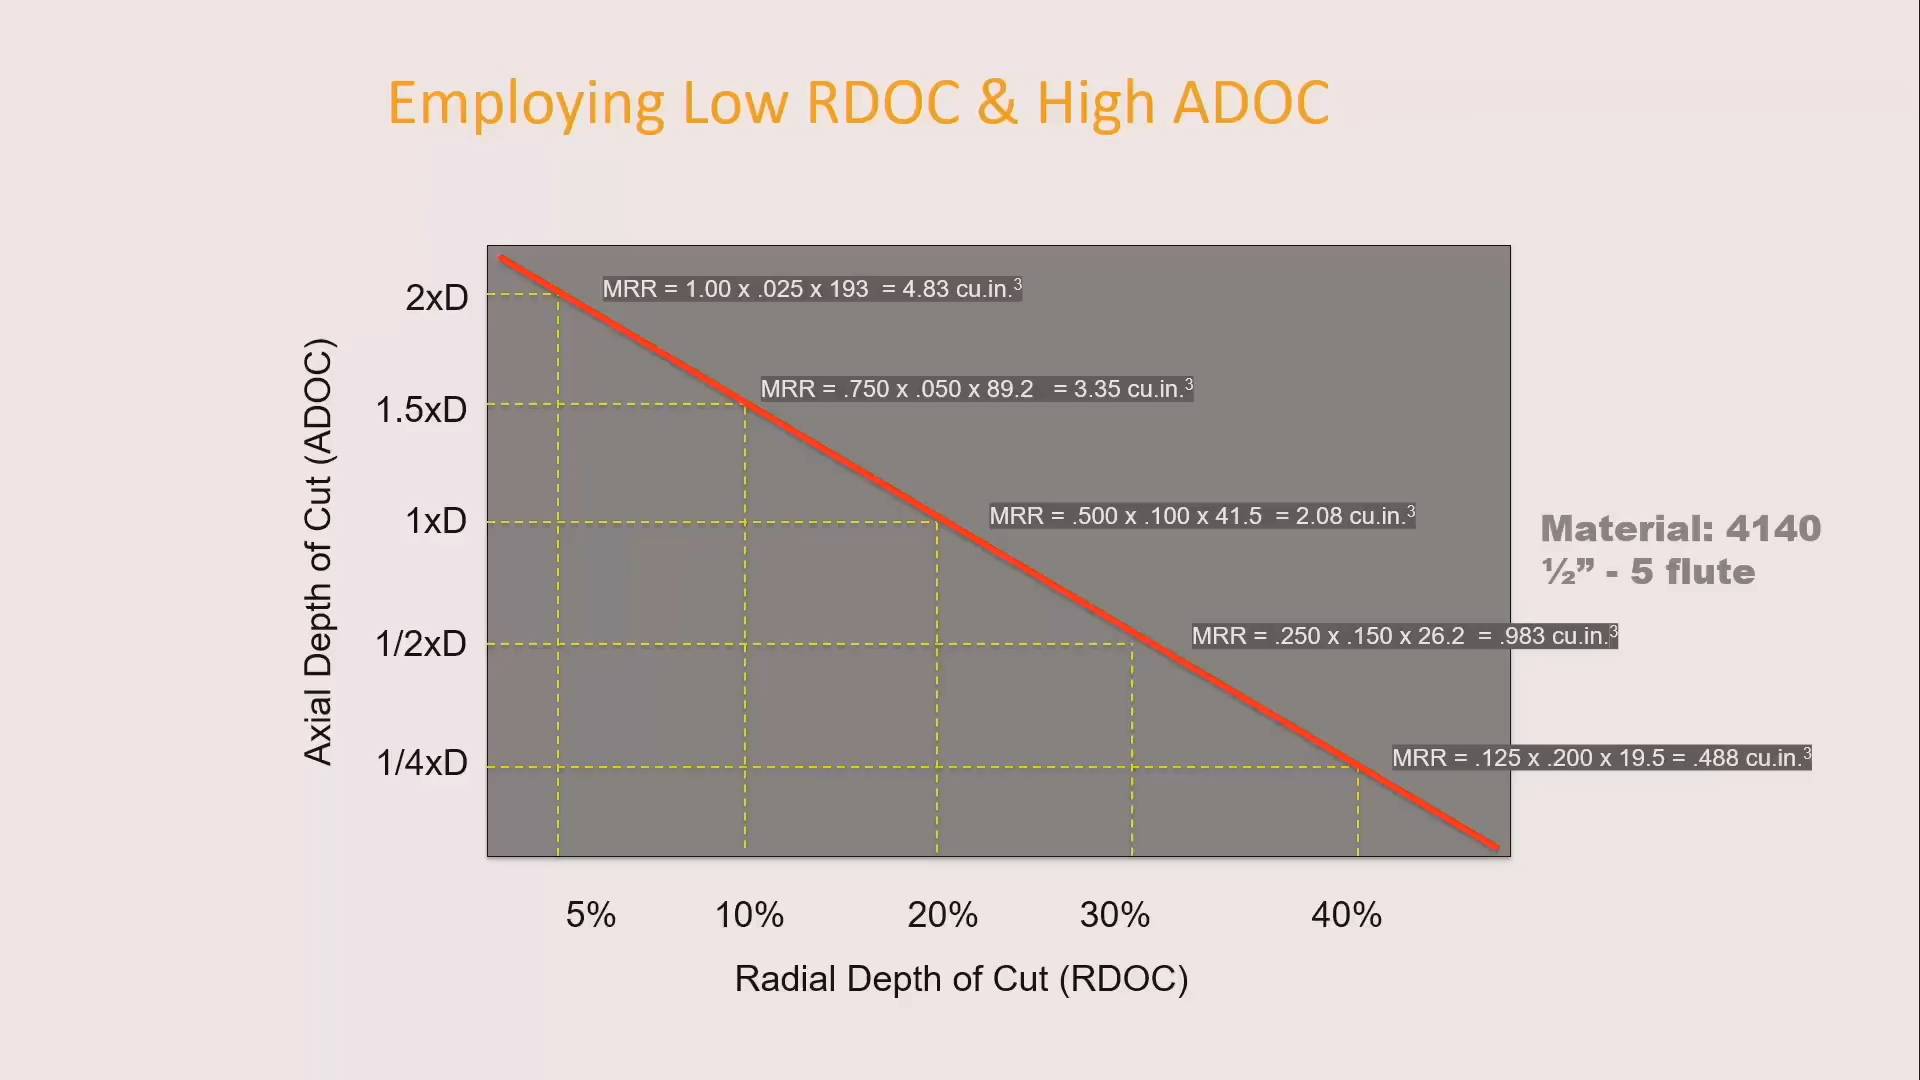 Employing Low RDOC & High ADOC
Axial Depth of Cut (ADOC)
2xD
MRR = 1.00 x .025 x 193 = 4.83 cu.in.³
1.5xD
MRR = .750 x .050 x 89.2 = 3.35 cu.in.³
1xD
MRR = .500 x .100 x 41.5 = 2.08 cu.in.³
Material: 4140
½” - 5 flute
1/2xD
MRR = .250 x .150 x 26.2 = .983 cu.in.³
1/4xD
MRR = .125 x .200 x 19.5 = .488 cu.in.³
5% 10% 20% 30% 40%
Radial Depth of Cut (RDOC)